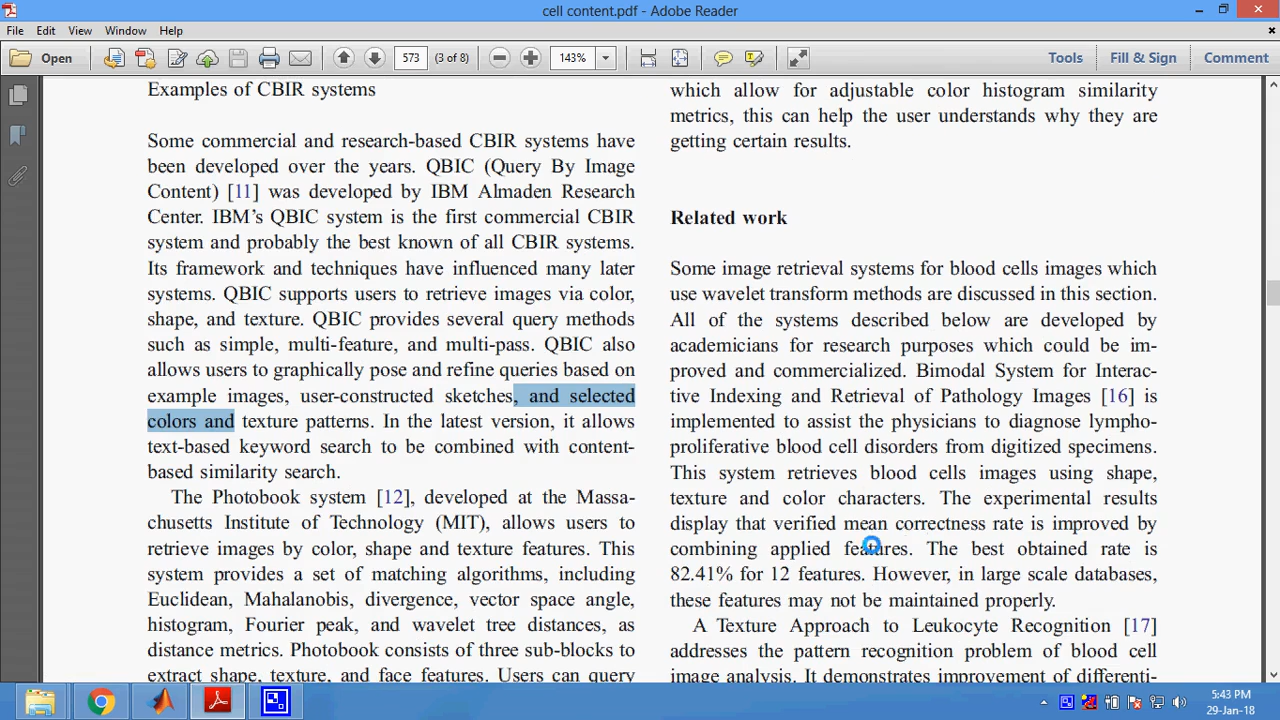 cell content.pdf - Adobe Reader
File Edit View Window Help
Open 573 (3 of 8) 143% Tools Fill & Sign Comment
Examples of CBIR systems
Some commercial and research-based CBIR systems have
been developed over the years. QBIC (Query By Image
Content) [11] was developed by IBM Almaden Research
Center. IBM's QBIC system is the first commercial CBIR
system and probably the best known of all CBIR systems.
Its framework and techniques have influenced many later
systems. QBIC supports users to retrieve images via color,
shape, and texture. QBIC provides several query methods
such as simple, multi-feature, and multi-pass. QBIC also
allows users to graphically pose and refine queries based on
example images, user-constructed sketches, and selected
colors and texture patterns. In the latest version, it allows
text-based keyword search to be combined with content-
based similarity search.
The Photobook system [12], developed at the Massa-
chusetts Institute of Technology (MIT), allows users to
retrieve images by color, shape and texture features. This
system provides a set of matching algorithms, including
Euclidean, Mahalanobis, divergence, vector space angle,
histogram, Fourier peak, and wavelet tree distances, as
distance metrics. Photobook consists of three sub-blocks to
extract shape, texture, and face features. Users can query
which allow for adjustable color histogram similarity
metrics, this can help the user understands why they are
getting certain results.
Related work
Some image retrieval systems for blood cells images which
use wavelet transform methods are discussed in this section.
All of the systems described below are developed by
academicians for research purposes which could be im-
proved and commercialized. Bimodal System for Interac-
tive Indexing and Retrieval of Pathology Images [16] is
implemented to assist the physicians to diagnose lympho-
proliferative blood cell disorders from digitized specimens.
This system retrieves blood cells images using shape,
texture and color characters. The experimental results
display that verified mean correctness rate is improved by
combining applied features. The best obtained rate is
82.41% for 12 features. However, in large scale databases,
these features may not be maintained properly.
A Texture Approach to Leukocyte Recognition [17]
addresses the pattern recognition problem of blood cell
image analysis. It demonstrates improvement of differenti-
5:43 PM
29-Jan-18